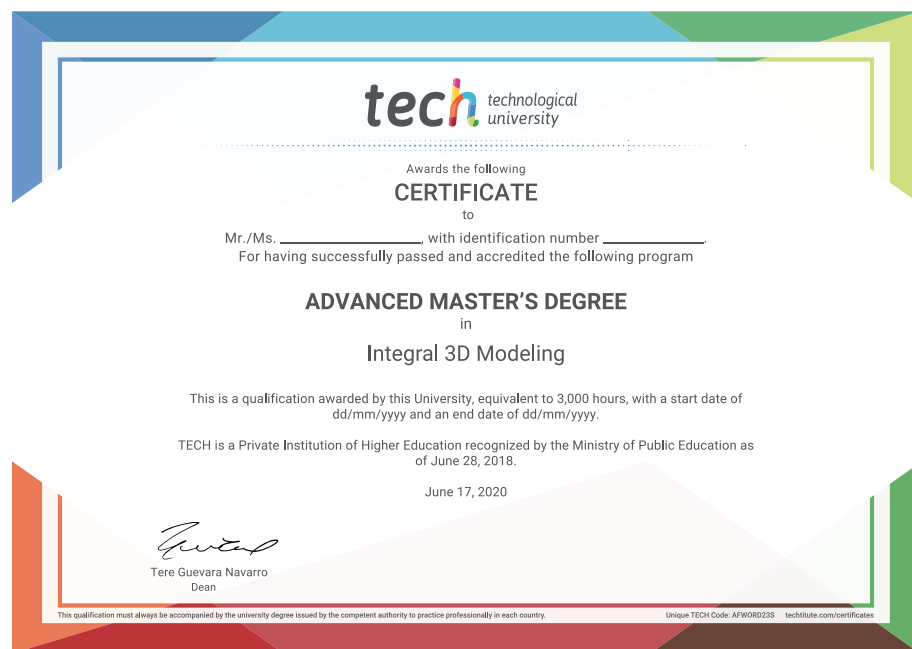 tech technological
university
Awards the following
CERTIFICATE
to
Mr./Ms. ____________, with identification number ____________.
For having successfully passed and accredited the following program
ADVANCED MASTER'S DEGREE
in
Integral 3D Modeling
This is a qualification awarded by this University, equivalent to 3,000 hours, with a start date of
dd/mm/yyyy and an end date of dd/mm/yyyy.
TECH is a Private Institution of Higher Education recognized by the Ministry of Public Education as
of June 28, 2018.
June 17, 2020
Tere Guevara Navarro
Dean
This qualification must always be accompanied by the university degree issued by the competent authority to practice professionally in each country.
Unique TECH Code: AFWORD23S techtitute.com/certificates